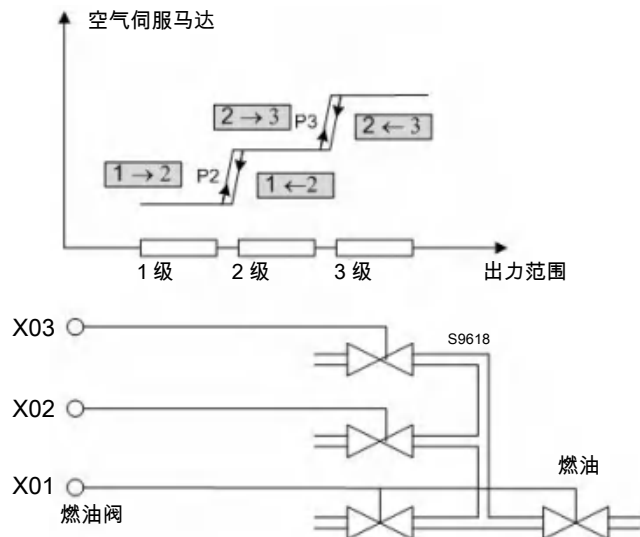 空气伺服马达
2 → 3
P3
2 ← 3
1 → 2
P2
1 ←2
1 级
2 级
3 级
出力范围
X03
S9618
X02
X01
燃油
燃油阀